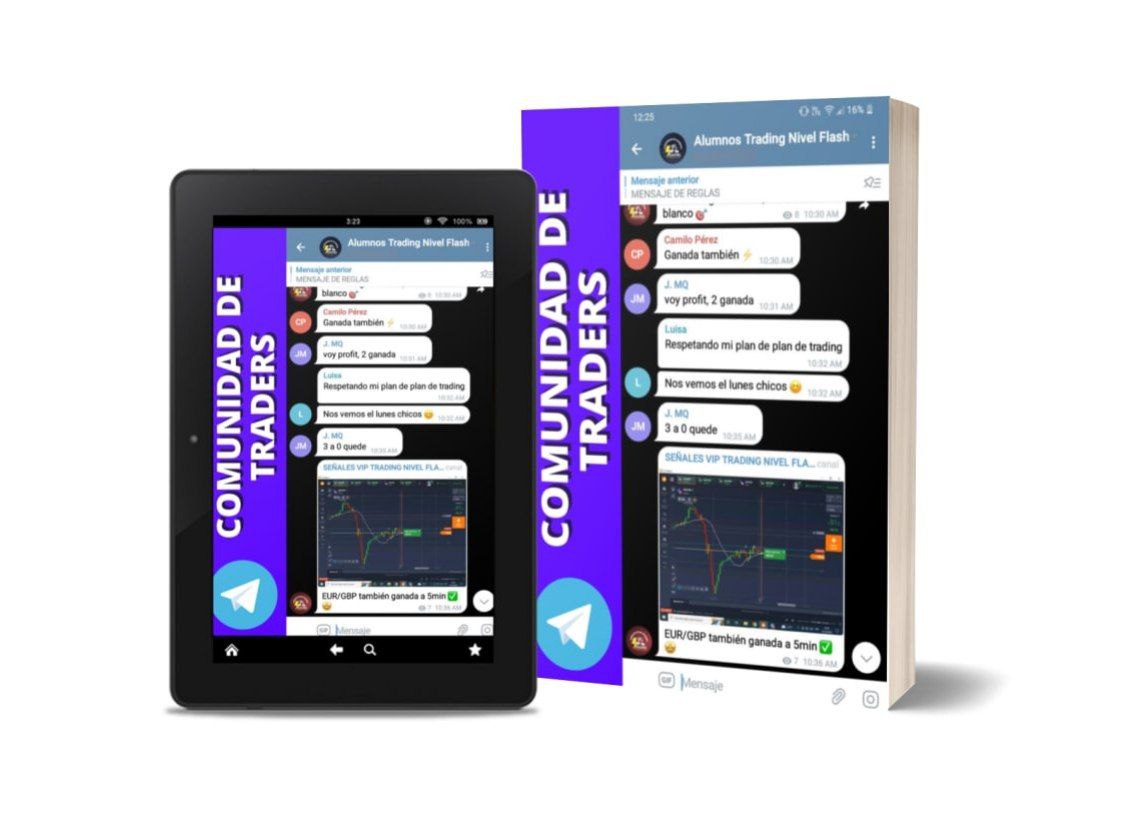 3:23
100%
COMUNIDAD DE
TRADERS
Alumnos Trading Nivel Flash
Mensaje anterior
MENSAJE DE REGLAS
blanco 🎯
8 10:30 AM
CP
Camilo Pérez
Ganada también ⚡
10:30 AM
JM
J. MQ
voy profit, 2 ganada
10:31 AM
Luisa
Respetando mi plan de plan de trading
10:32 AM
L
Nos vemos el lunes chicos 😄
10:32 AM
JM
J. MQ
3 a 0 quede
10:35 AM
SEÑALES VIP TRADING NIVEL FLA...
EUR/GBP también ganada a 5min ✅
7 10:36 AM
GIF
Mensaje
COMUNIDAD DE
TRADERS
12:25
16%
Alumnos Trading Nivel Flash
Mensaje anterior
MENSAJE DE REGLAS
blanco 🎯
8 10:30 AM
CP
Camilo Pérez
Ganada también ⚡
10:30 AM
JM
J. MQ
voy profit, 2 ganada
10:31 AM
Luisa
Respetando mi plan de plan de trading
10:32 AM
L
Nos vemos el lunes chicos 😄
10:32 AM
JM
J. MQ
3 a 0 quede
10:35 AM
SEÑALES VIP TRADING NIVEL FLA... canal
EUR/GBP también ganada a 5min ✅
7 10:36 AM
GIF
Mensaje